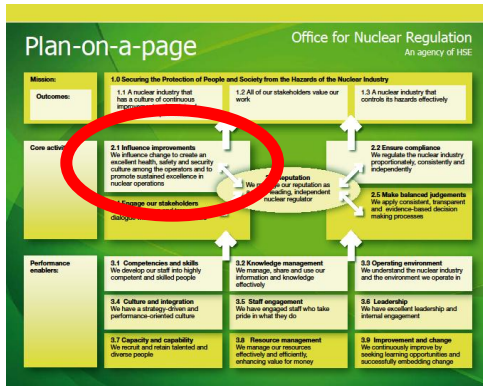 Plan-on-a-page
Office for Nuclear Regulation
An agency of HSE
Mission:
1.0 Securing the Protection of People and Society from the Hazards of the Nuclear Industry
Outcomes:
1.1 A nuclear industry that
has a culture of continuous
1.2 All of our stakeholders value our
work
1.3 A nuclear industry that
controls its hazards effectively
Core
2.1 Influence improvements
We influence change to create an
excellent health, safety and security
culture among the operators and to
promote sustained excellence in
nuclear operations
2.2 Ensure compliance
We regulate the nuclear industry
proportionately, consistently and
independently
our reputation as
leading, independent
nuclear regulator
our stakeholders
dialogue
2.5 Make balanced judgements
We apply consistent, transparent
and evidence-based decision
making processes
Performance
enablers:
3.1 Competencies and skills
We develop our staff into highly
competent and skilled people
3.2 Knowledge management
We manage, share and use our
information and knowledge
effectively
3.3 Operating environment
We understand the nuclear industry
and the environment we operate in
3.4 Culture and integration
We have a strategy-driven and
performance-oriented culture
3.5 Staff engagement
We have engaged staff who take
pride in what they do
3.6 Leadership
We have excellent leadership and
internal engagement
3.7 Capacity and capability
We recruit and retain talented and
diverse people
3.8 Resource management
We manage our resources
effectively and efficiently,
enhancing value for money
3.9 Improvement and change
We continuously improve by
seeking learning opportunities and
successfully embedding change